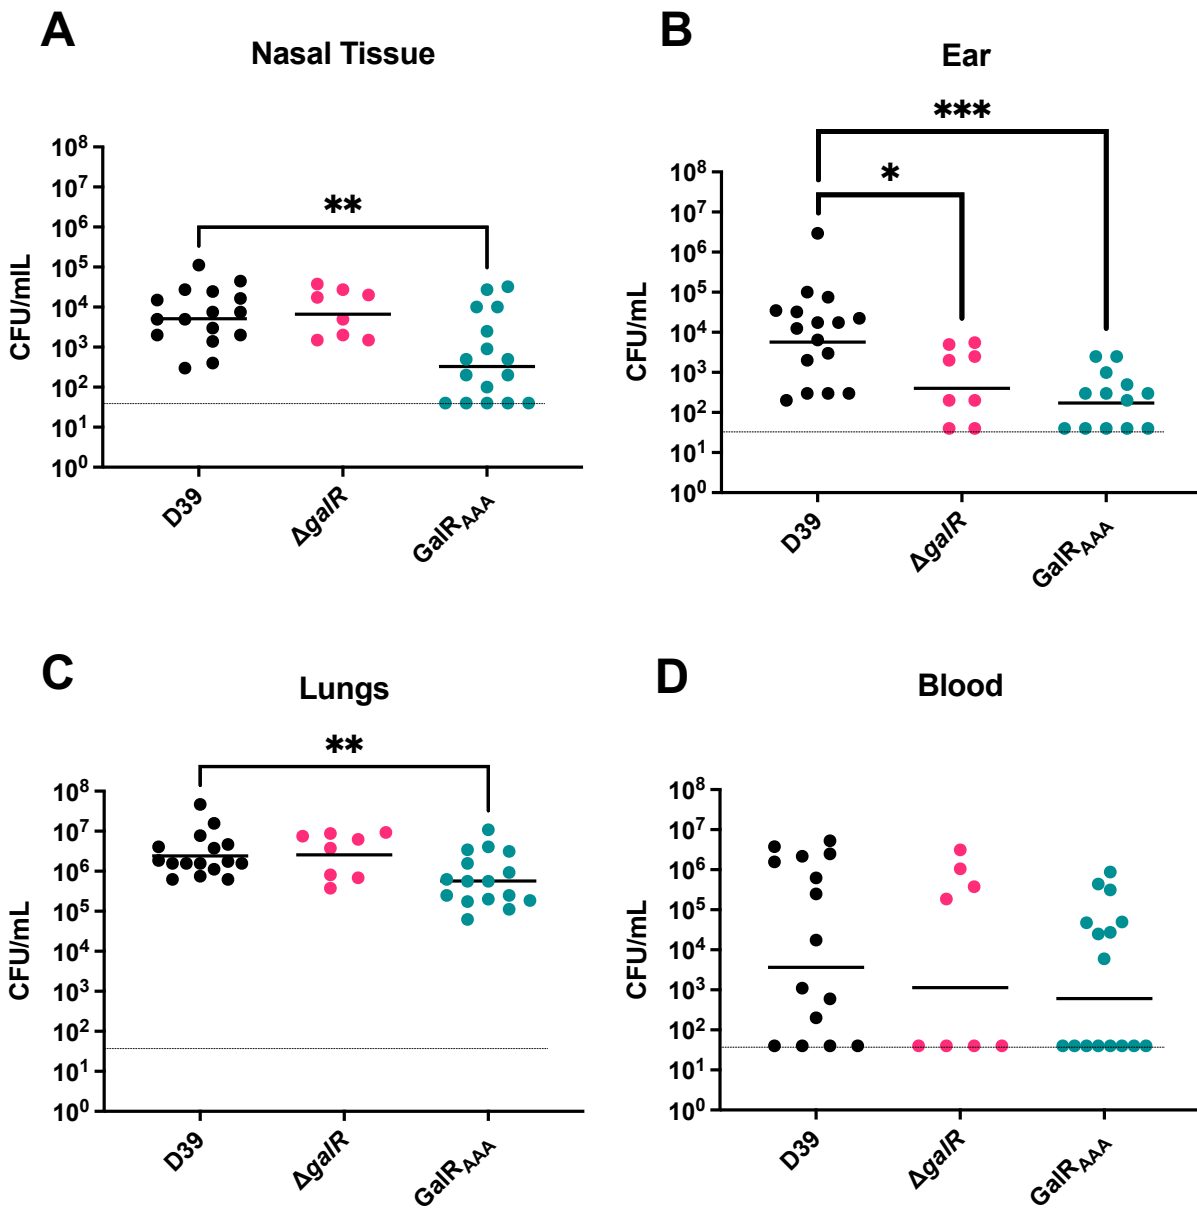 A
Nasal Tissue
**
CFU/mlL
10⁸
10⁷
10⁶
10⁵
10⁴
10³
10²
10¹
10⁰
D39
ΔgalR
GalR_AAA
B
Ear
***
*
CFU/mL
10⁸
10⁷
10⁶
10⁵
10⁴
10³
10²
10¹
10⁰
D39
ΔgalR
GalR_AAA
C
Lungs
**
CFU/mL
10⁸
10⁷
10⁶
10⁵
10⁴
10³
10²
10¹
10⁰
D39
ΔgalR
GalR_AAA
D
Blood
CFU/mL
10⁸
10⁷
10⁶
10⁵
10⁴
10³
10²
10¹
10⁰
D39
ΔgalR
GalR_AAA